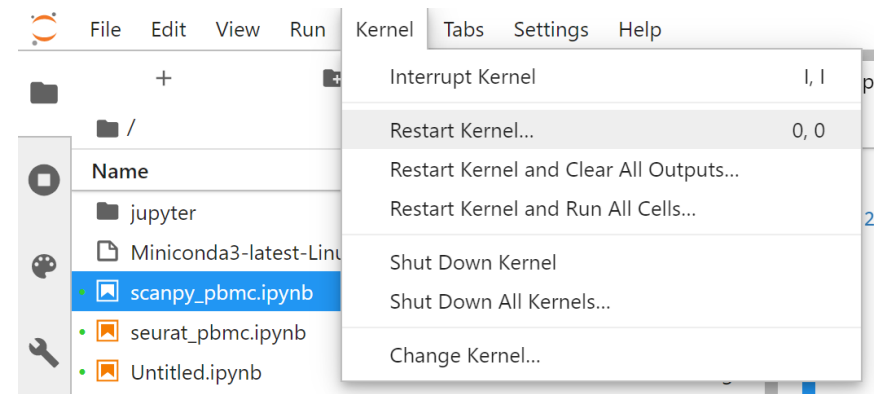 File Edit View Run Kernel Tabs Settings Help
+
Interrupt Kernel I, I
/
Restart Kernel... 0, 0
Name
Restart Kernel and Clear All Outputs...
jupyter
Restart Kernel and Run All Cells...
2
Miniconda3-latest-Linu
Shut Down Kernel
scanpy_pbmc.ipynb
Shut Down All Kernels...
seurat_pbmc.ipynb
Change Kernel...
Untitled.ipynb